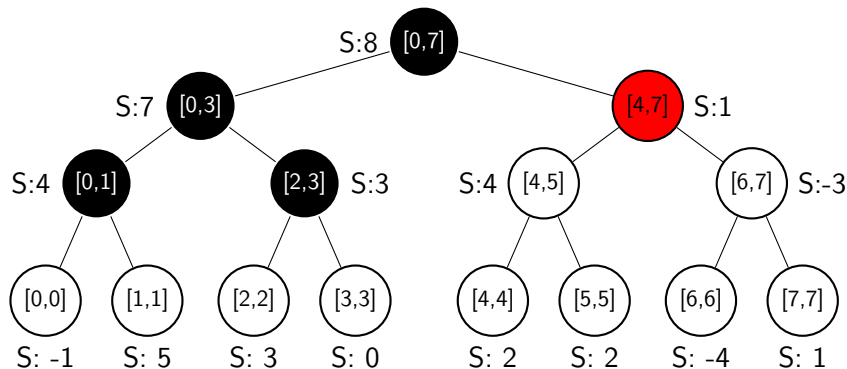 S:8 [0,7]
S:7 [0,3] [4,7] S:1
S:4 [0,1] [2,3] S:3 S:4 [4,5] [6,7] S:-3
[0,0] [1,1] [2,2] [3,3] [4,4] [5,5] [6,6] [7,7]
S: -1 S: 5 S: 3 S: 0 S: 2 S: 2 S: -4 S: 1